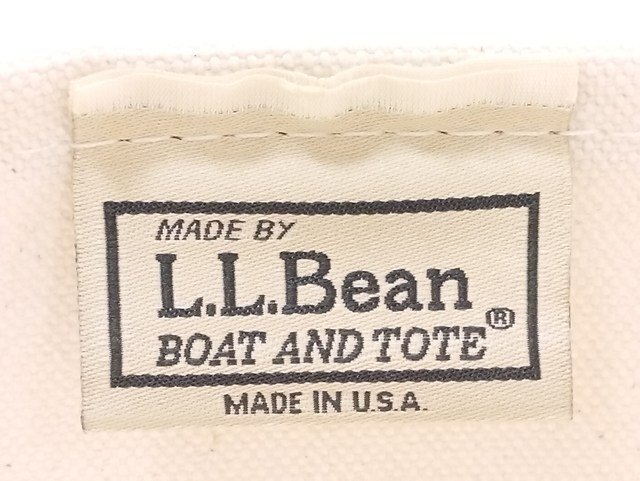 MADE BY
L.L.Bean
BOAT AND TOTE®
MADE IN U.S.A.